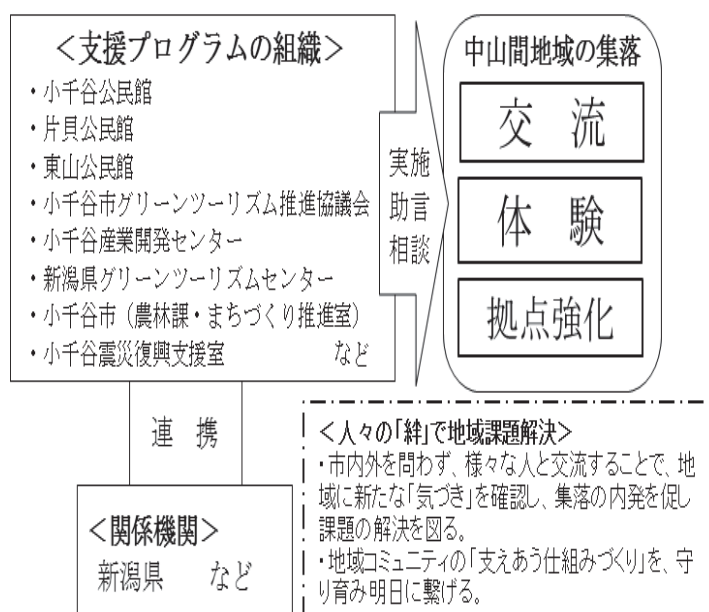 ＜支援プログラムの組織＞
・小千谷公民館
・片貝公民館
・東山公民館
・小千谷市グリーンツーリズム推進協議会
・小千谷産業開発センター
・新潟県グリーンツーリズムセンター
・小千谷市（農林課・まちづくり推進室）
・小千谷震災復興支援室　など
実施
助言
相談
中山間地域の集落
交　流
体　験
拠点強化
連　携
＜関係機関＞
新潟県　など
＜人々の「絆」で地域課題解決＞
・市内外を問わず、様々な人と交流することで、地
域に新たな「気づき」を確認し、集落の内発を促し
課題の解決を図る。
・地域コミュニティの「支えあう仕組みづくり」を、守
り育み明日に繋げる。